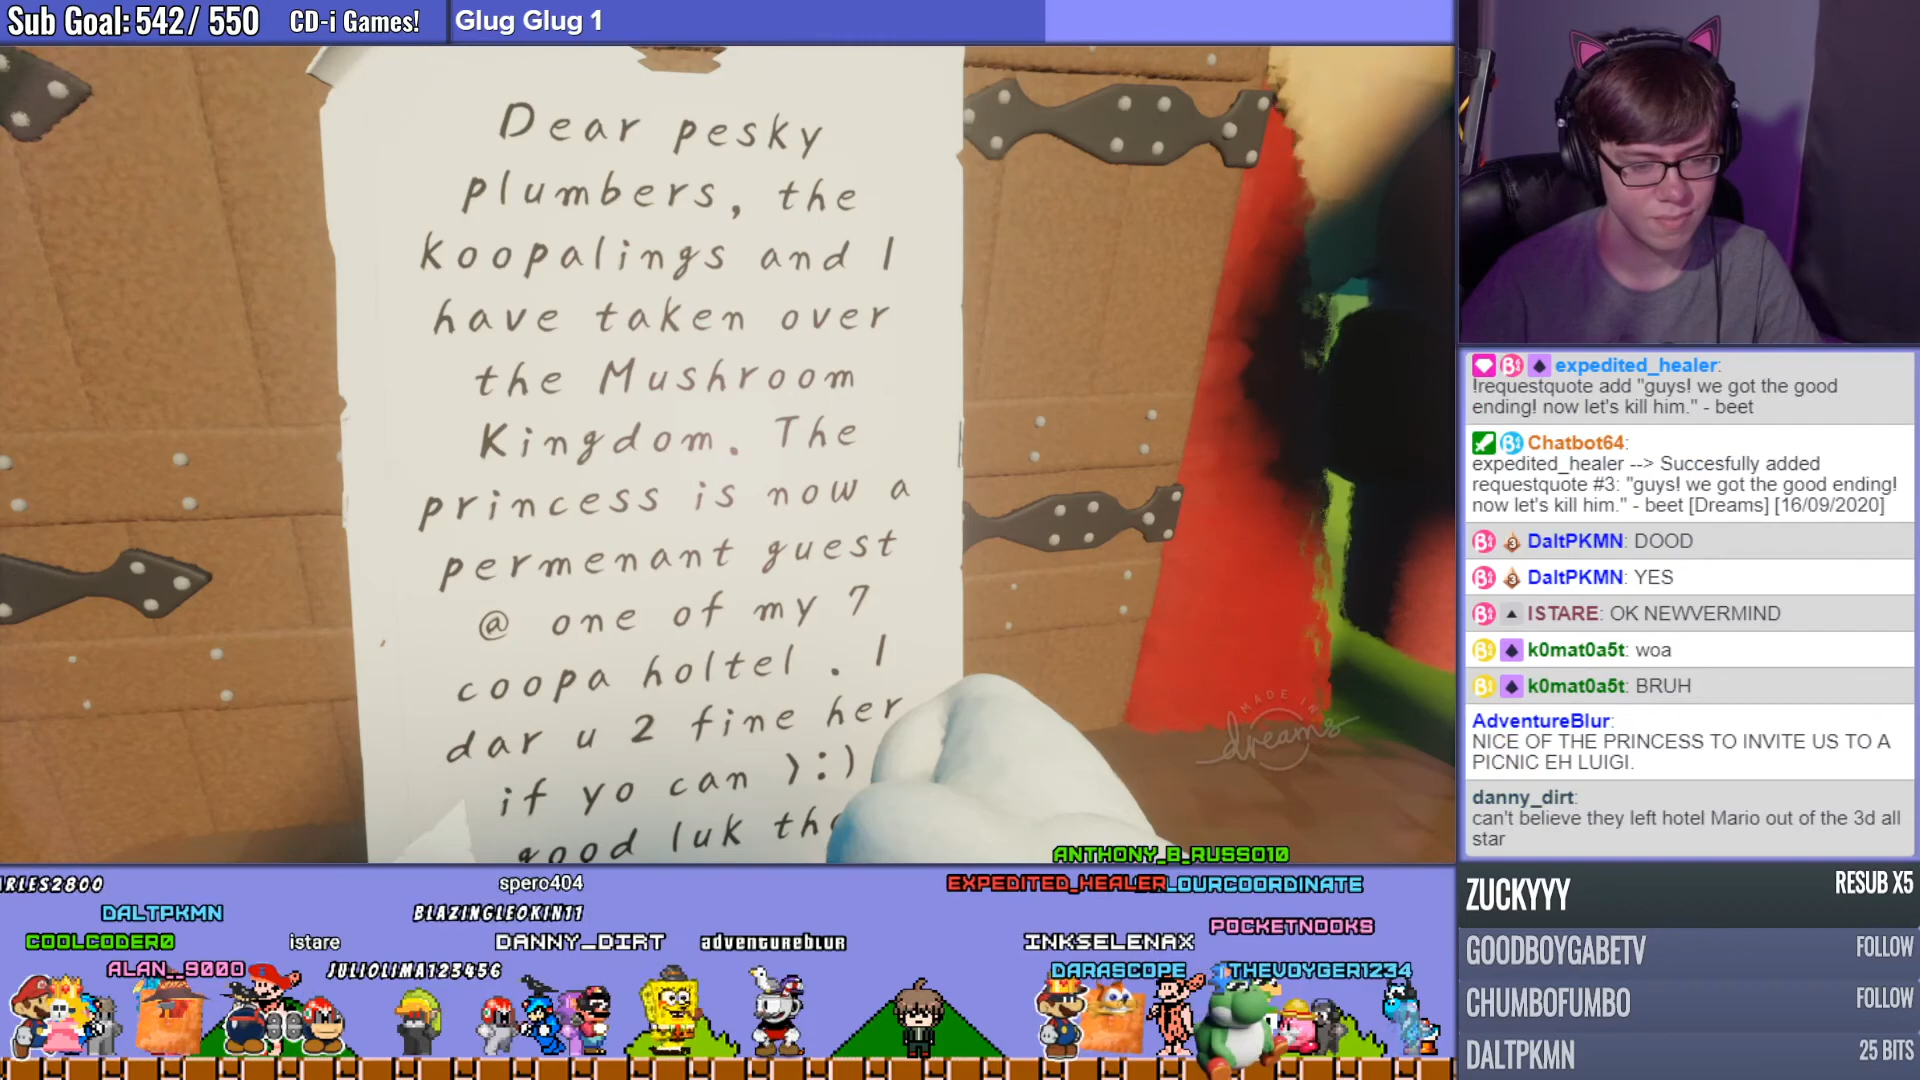 Sub Goal: 542/ 550 CD-i Games! Glug Glug 1
Dear pesky
plumbers, the
koopalings and I
have taken over
the Mushroom
Kingdom. The
princess is now a
permenant guest
@ one of my 7
coopa holtel . I
dar u 2 fine her
if yo can >:)
good luk
MADE IN
dreams
expedited_healer:
!requestquote add "guys! we got the good
ending! now let's kill him." - beet
Chatbot64:
expedited_healer --> Succesfully added
requestquote #3: "guys! we got the good ending!
now let's kill him." - beet [Dreams] [16/09/2020]
DaltPKMN: DOOD
DaltPKMN: YES
ISTARE: OK NEWVERMIND
k0mat0a5t: woa
k0mat0a5t: BRUH
AdventureBlur:
NICE OF THE PRINCESS TO INVITE US TO A
PICNIC EH LUIGI.
danny_dirt:
can't believe they left hotel Mario out of the 3d all
star
ZUCKYYY RESUB X5
GOODBOYGABETV FOLLOW
CHUMBOFUMBO FOLLOW
DALTPKMN 25 BITS
ANTHONY_B_RUSSO10
RLES2800 spero404 EXPEDITED_HEALER LOURCOORDINATE
DALTPKMN BLAZINGLEOKIN11 POCKETNOOKS
COOLCODER0 istare DANNY_DIRT adventureblur INKSELENAX
ALAN_9000 JULIOLIMA123456 DARASCOPE THEVOYGER1234